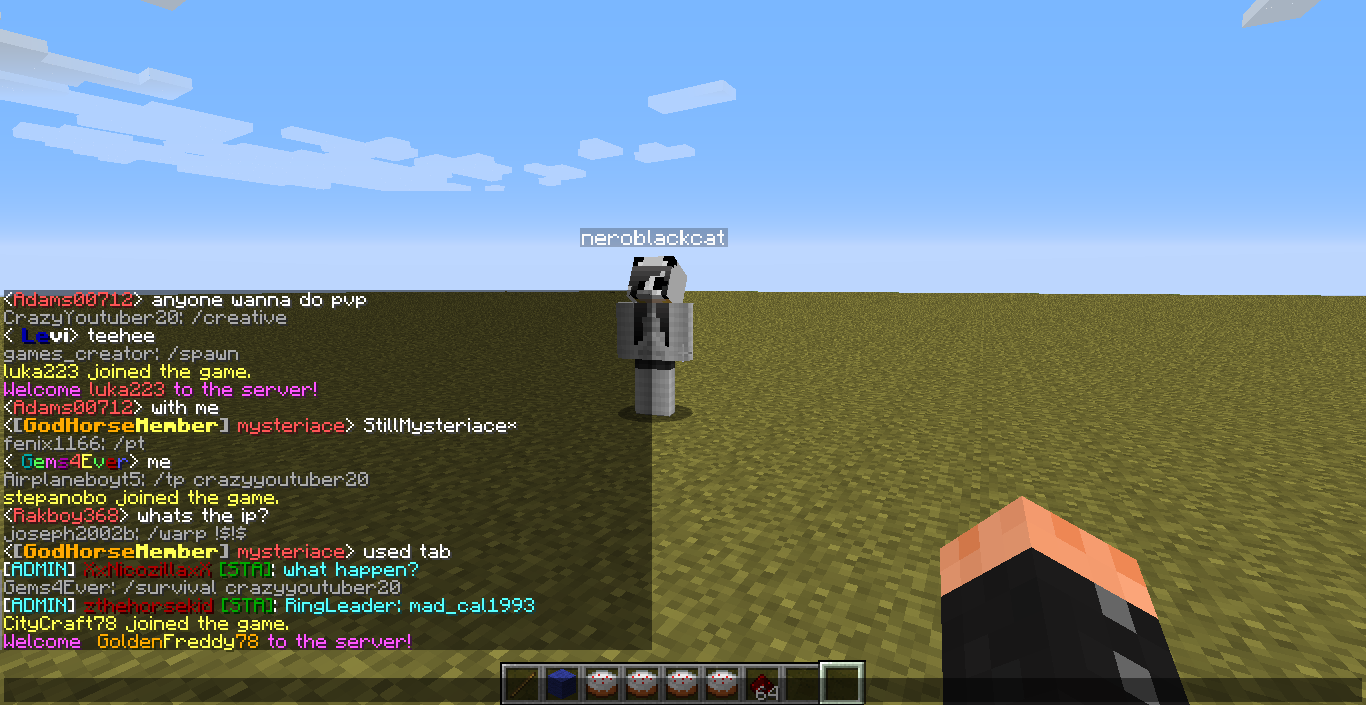 neroblackcat
<Adams00712> anyone wanna do pvp
CrazyYoutuber20: /creative
< Levi> teehee
games_creator: /spawn
luka223 joined the game.
Welcome luka223 to the server!
<Adams00712> with me
<[GodHorseMember] mysteriace> StillMysteriace*
fenix1166: /pt
< Gems4Ever> me
Airplaneboyt5: /tp crazyyoutuber20
stepanobo joined the game.
<Rakboy368> whats the ip?
joseph2002b: /warp !$!$
<[GodHorseMember] mysteriace> used tab
[ADMIN] XxNicozillaxX [STA]: what happen?
Gems4Ever: /survival crazyyoutuber20
[ADMIN] zthehorsekid [STA]: RingLeader: mad_cal1993
CityCraft78 joined the game.
Welcome  GoldenFreddy78 to the server!
64